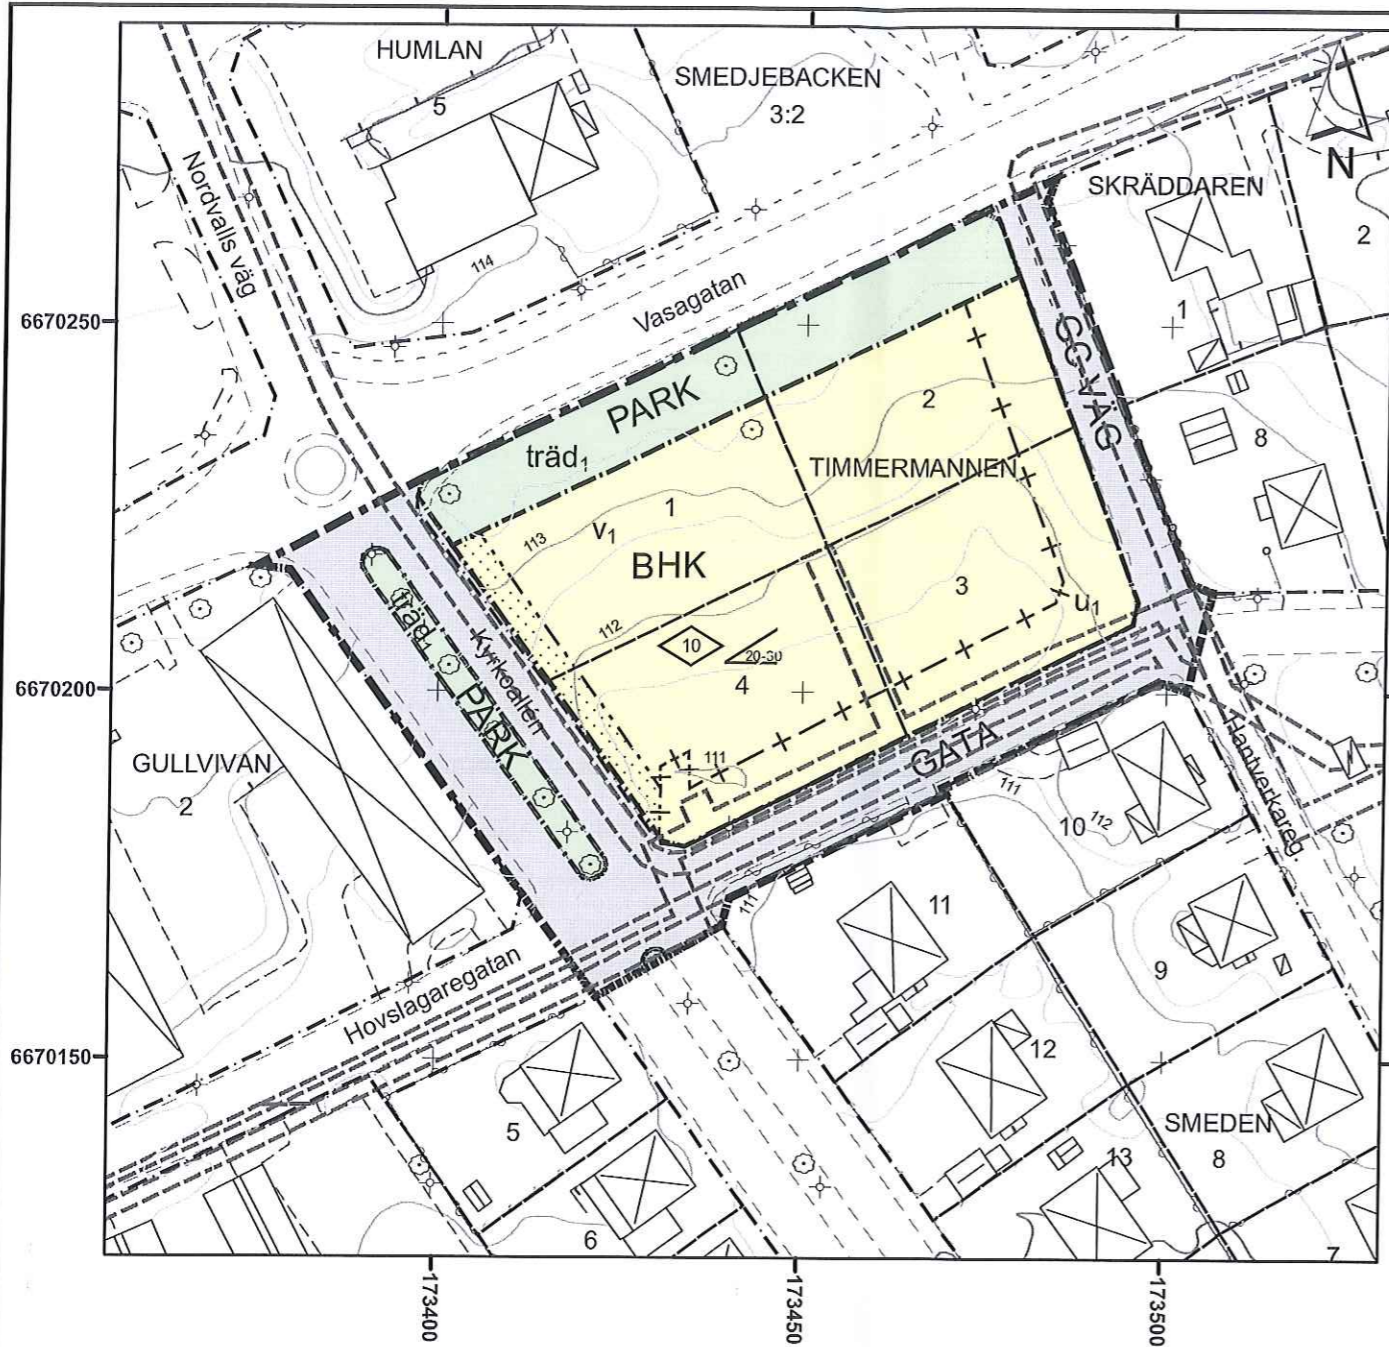 HUMLAN
5
SMEDJEBACKEN
3:2
N
SKRÄDDAREN
2
1
Nordvalls väg
114
Vasagatan
6670250
GG-VÄG
PARK
träd1
2
8
TIMMERMANNEN
113
v1
1
BHK
3
u1
112
10
20-30
4
träd1
Kyrkoallén
PARK
6670200
111
GATA
Hantverkareg
GULLVIVAN
2
111
10
112
111
11
9
Hovslagaregatan
6670150
12
5
SMEDEN
8
13
6
7
173400
173450
173500